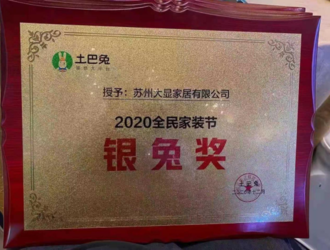 土巴兔
授予：苏州大显家居有限公司
2020全民家装节
银兔奖